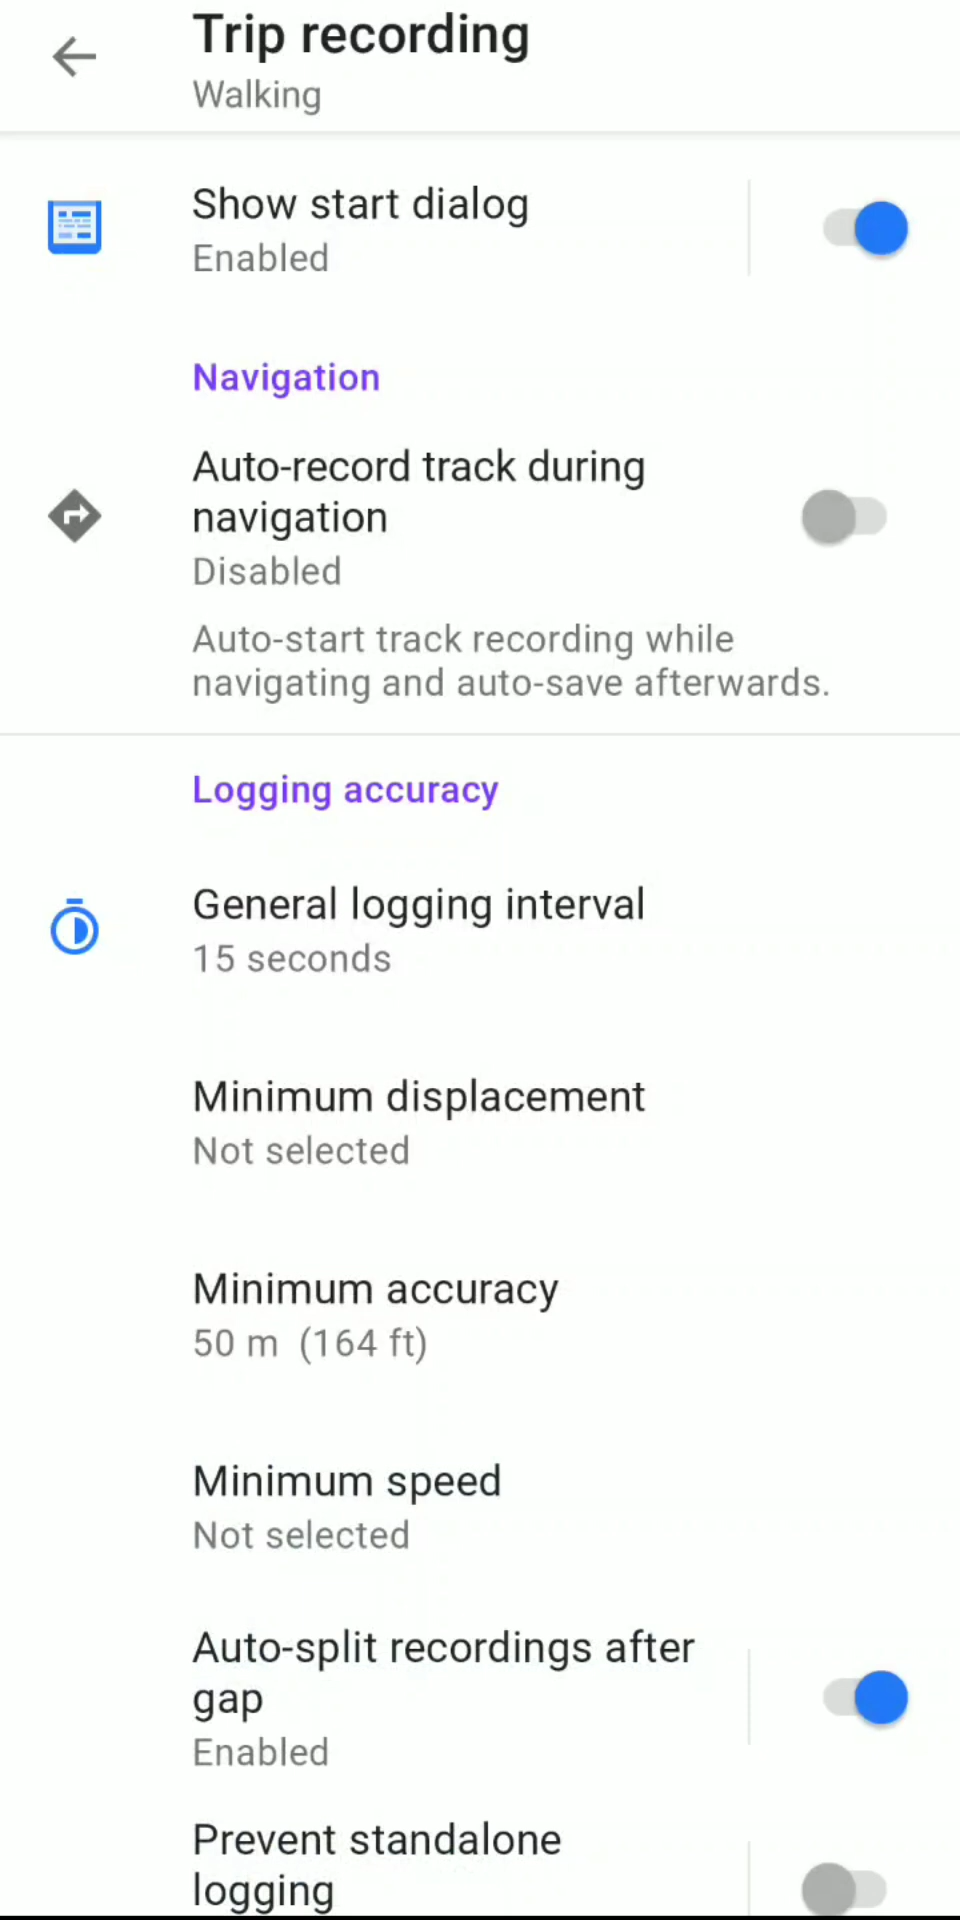 Trip recording
Walking
Show start dialog
Enabled
Navigation
Auto-record track during
navigation
Disabled
Auto-start track recording while
navigating and auto-save afterwards.
Logging accuracy
General logging interval
15 seconds
Minimum displacement
Not selected
Minimum accuracy
50 m (164 ft)
Minimum speed
Not selected
Auto-split recordings after
gap
Enabled
Prevent standalone
logging